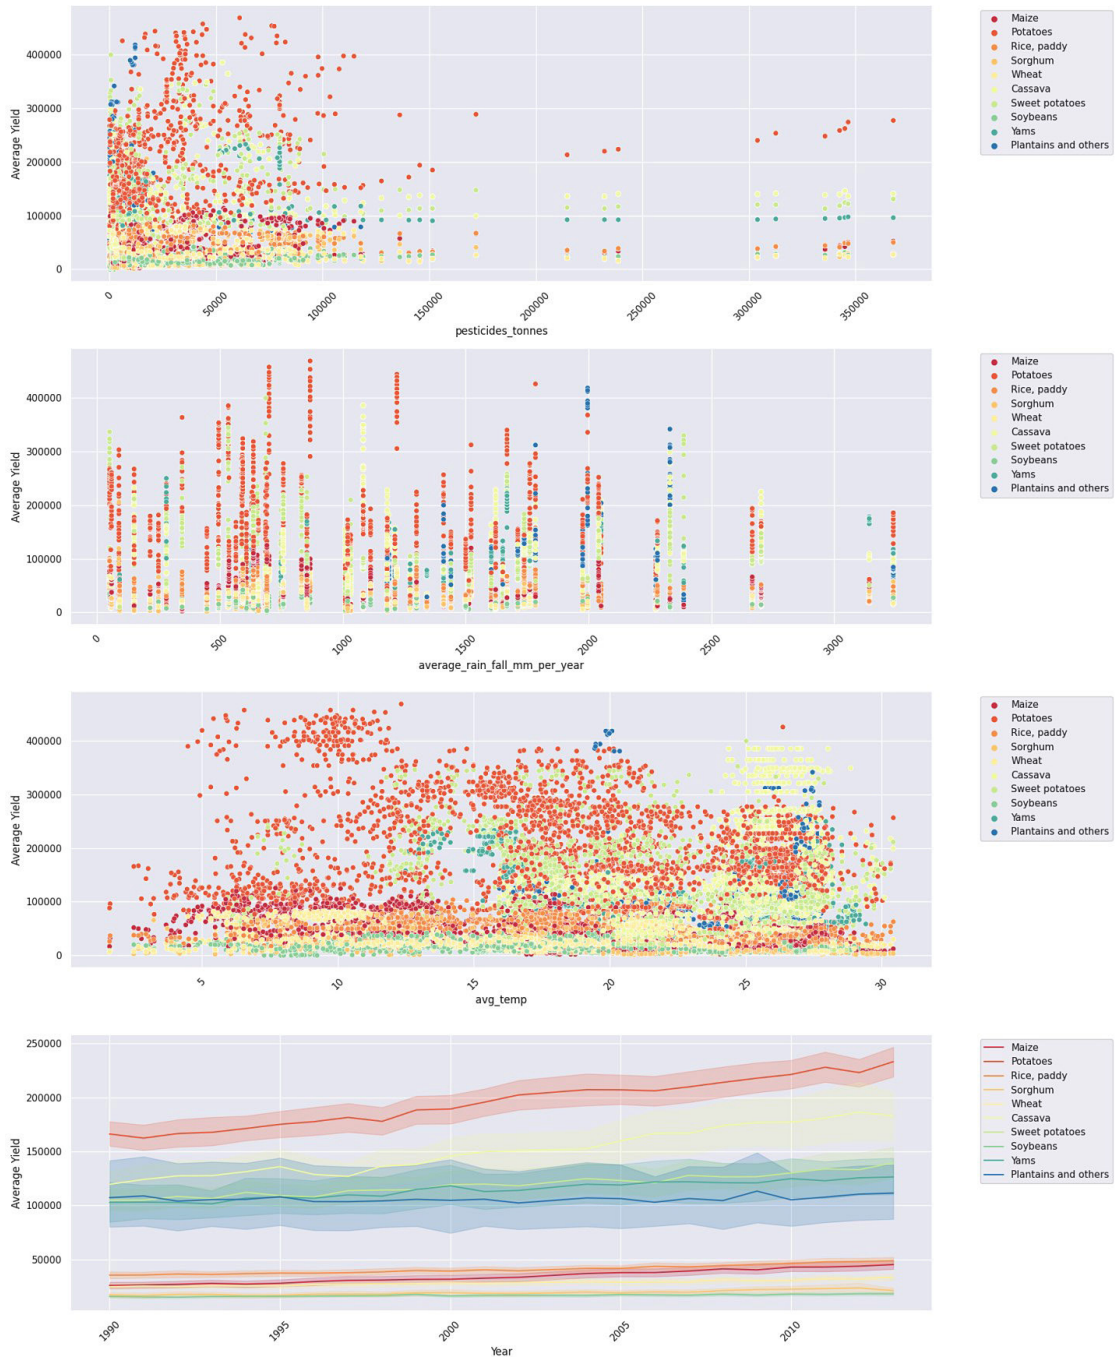 400000
300000
200000
100000
0
Average Yield
0
50000
100000
150000
200000
250000
300000
350000
pesticides_tonnes
Maize
Potatoes
Rice, paddy
Sorghum
Wheat
Cassava
Sweet potatoes
Soybeans
Yams
Plantains and others
400000
300000
200000
100000
0
Average Yield
0
500
1000
1500
2000
2500
3000
average_rain_fall_mm_per_year
Maize
Potatoes
Rice, paddy
Sorghum
Wheat
Cassava
Sweet potatoes
Soybeans
Yams
Plantains and others
400000
300000
200000
100000
0
Average Yield
5
10
15
20
25
30
avg_temp
Maize
Potatoes
Rice, paddy
Sorghum
Wheat
Cassava
Sweet potatoes
Soybeans
Yams
Plantains and others
250000
200000
150000
100000
50000
Average Yield
1990
1995
2000
2005
2010
Year
Maize
Potatoes
Rice, paddy
Sorghum
Wheat
Cassava
Sweet potatoes
Soybeans
Yams
Plantains and others